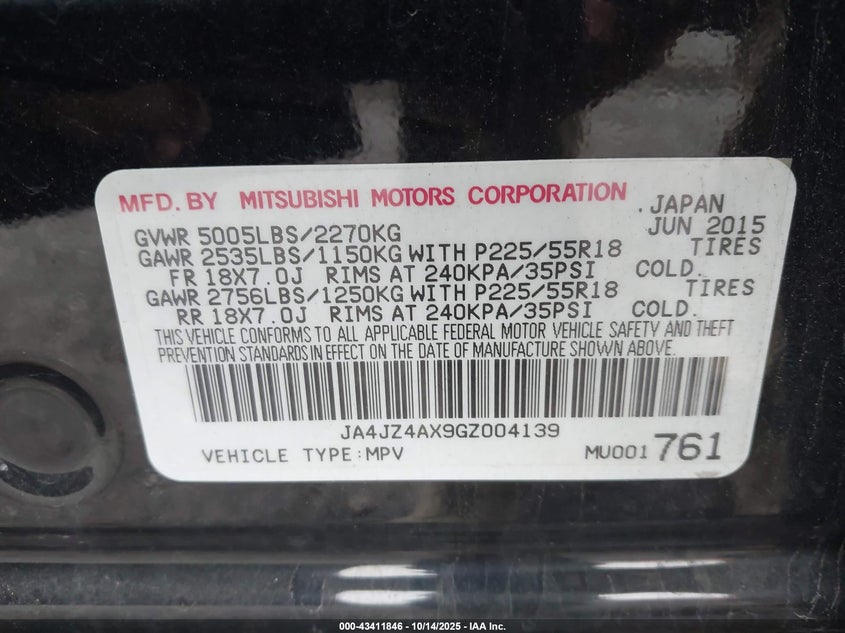 MFD. BY MITSUBISHI MOTORS CORPORATION . JAPAN
GVWR 5005LBS/2270KG JUN 2015
GAWR 2535LBS/1150KG WITH P225/55R18 TIRES
FR 18X7.0J RIMS AT 240KPA/35PSI COLD.
GAWR 2756LBS/1250KG WITH P225/55R18 TIRES
RR 18X7.0J RIMS AT 240KPA/35PSI COLD.
THIS VEHICLE CONFORMS TO ALL APPLICABLE FEDERAL MOTOR VEHICLE SAFETY AND THEFT
PREVENTION STANDARDS IN EFFECT ON THE DATE OF MANUFACTURE SHOWN ABOVE.
JA4JZ4AX9GZ004139
VEHICLE TYPE:MPV MU001761
000-43411846 - 10/14/2025 - IAA Inc.